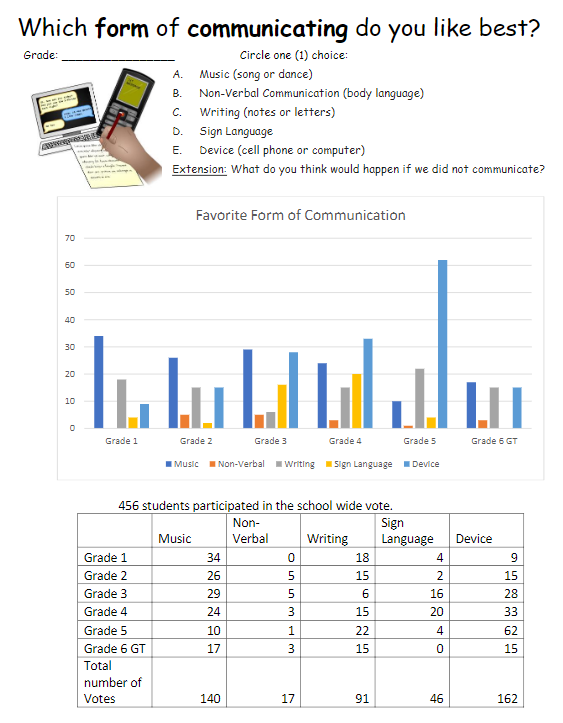 Which form of communicating do you like best?
Grade: __________________ Circle one (1) choice:
A. Music (song or dance)
B. Non-Verbal Communication (body language)
C. Writing (notes or letters)
D. Sign Language
E. Device (cell phone or computer)
Extension: What do you think would happen if we did not communicate?
Favorite Form of Communication
70
60
50
40
30
20
10
0
Grade 1 Grade 2 Grade 3 Grade 4 Grade 5 Grade 6 GT
Music Non-Verbal Writing Sign Language Device
456 students participated in the school wide vote.
Music Non-Verbal Writing Sign Language Device
Grade 1 34 0 18 4 9
Grade 2 26 5 15 2 15
Grade 3 29 5 6 16 28
Grade 4 24 3 15 20 33
Grade 5 10 1 22 4 62
Grade 6 GT 17 3 15 0 15
Total number of Votes 140 17 91 46 162